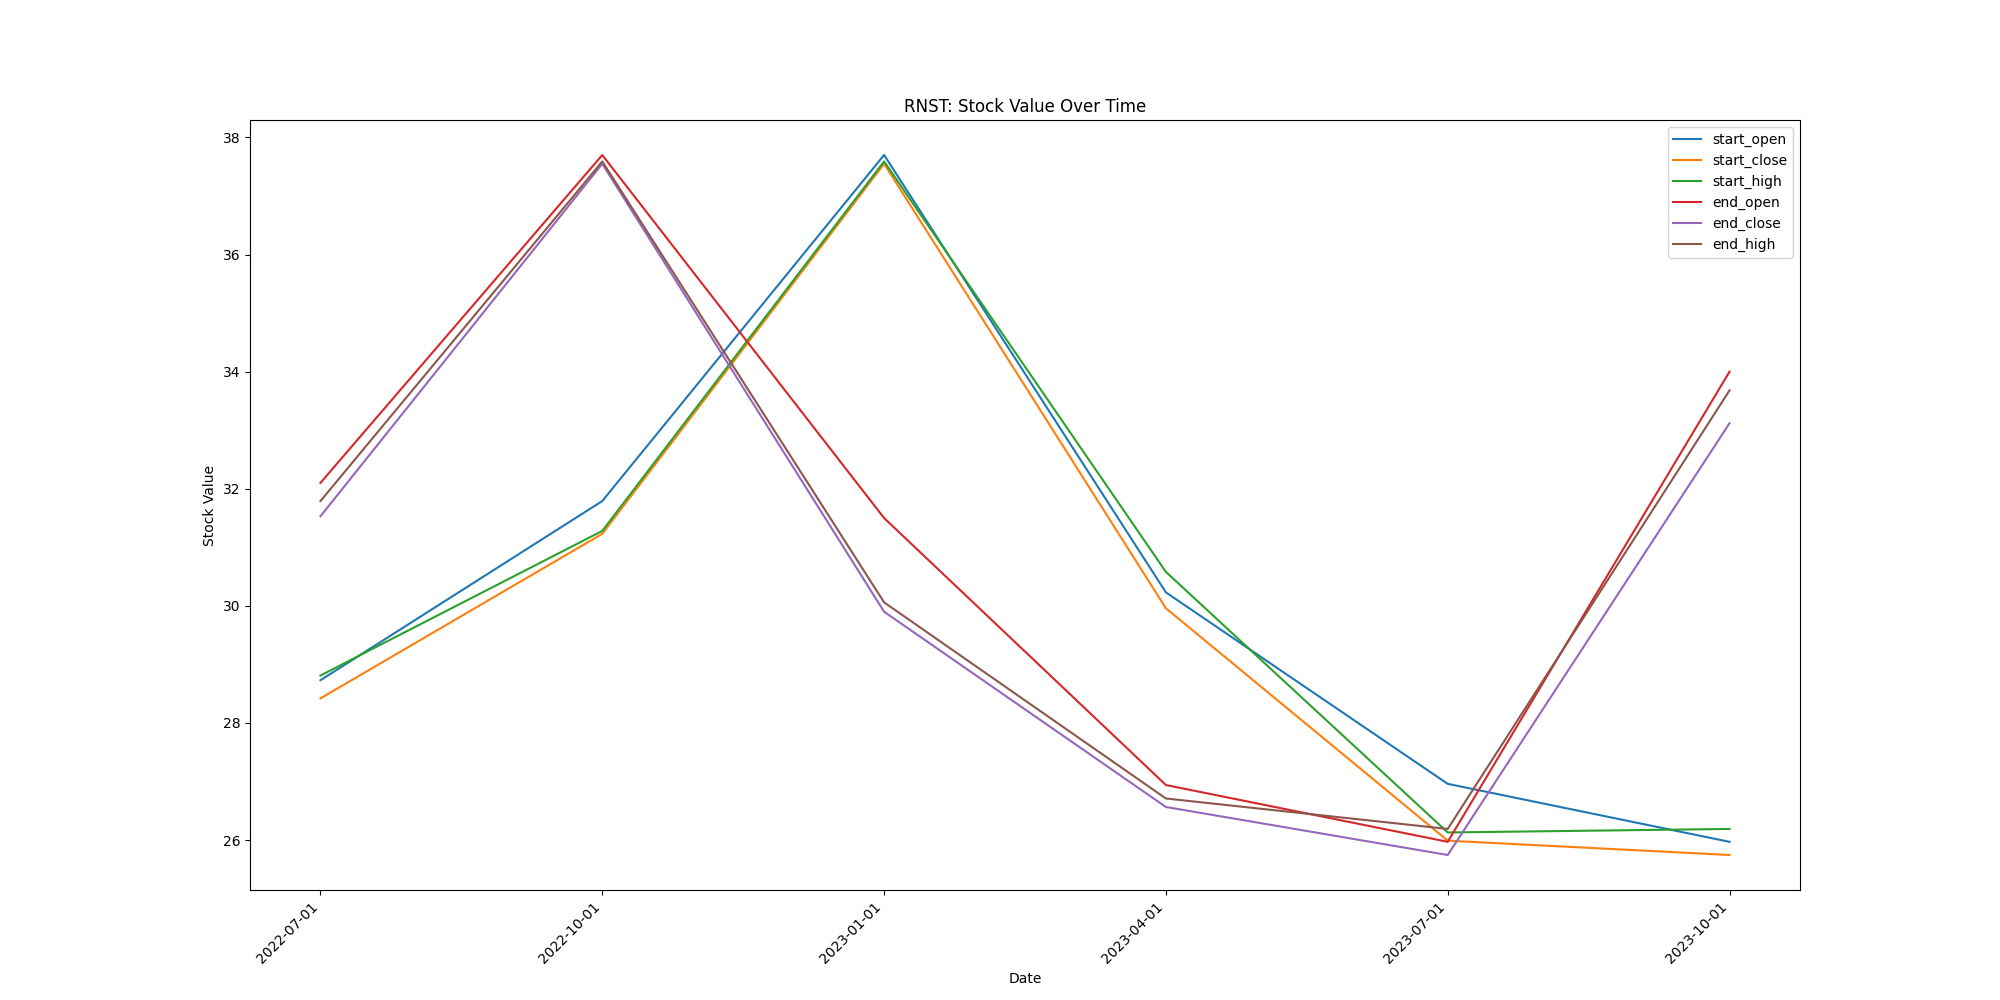 RNST: Stock Value Over Time
start_open
start_close
start_high
end_open
end_close
end_high
Stock Value
38
36
34
32
30
28
26
2022-07-01
2022-10-01
2023-01-01
2023-04-01
2023-07-01
2023-10-01
Date